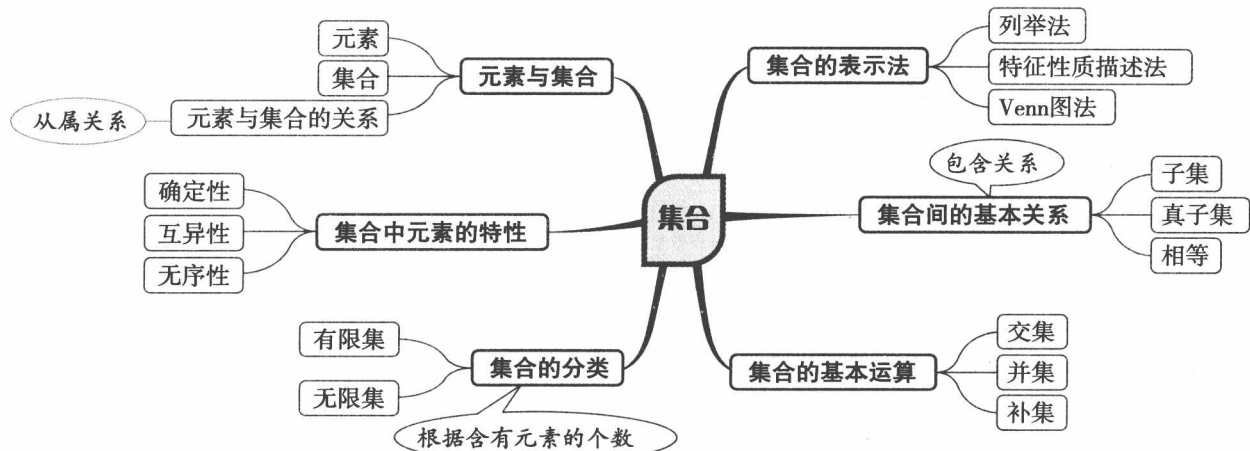 元素
集合
元素与集合的关系
从属关系
元素与集合
确定性
互异性
无序性
集合中元素的特性
有限集
无限集
集合的分类
根据含有元素的个数
集合
集合的表示法
列举法
特征性质描述法
Venn图法
包含关系
集合间的基本关系
子集
真子集
相等
集合的基本运算
交集
并集
补集